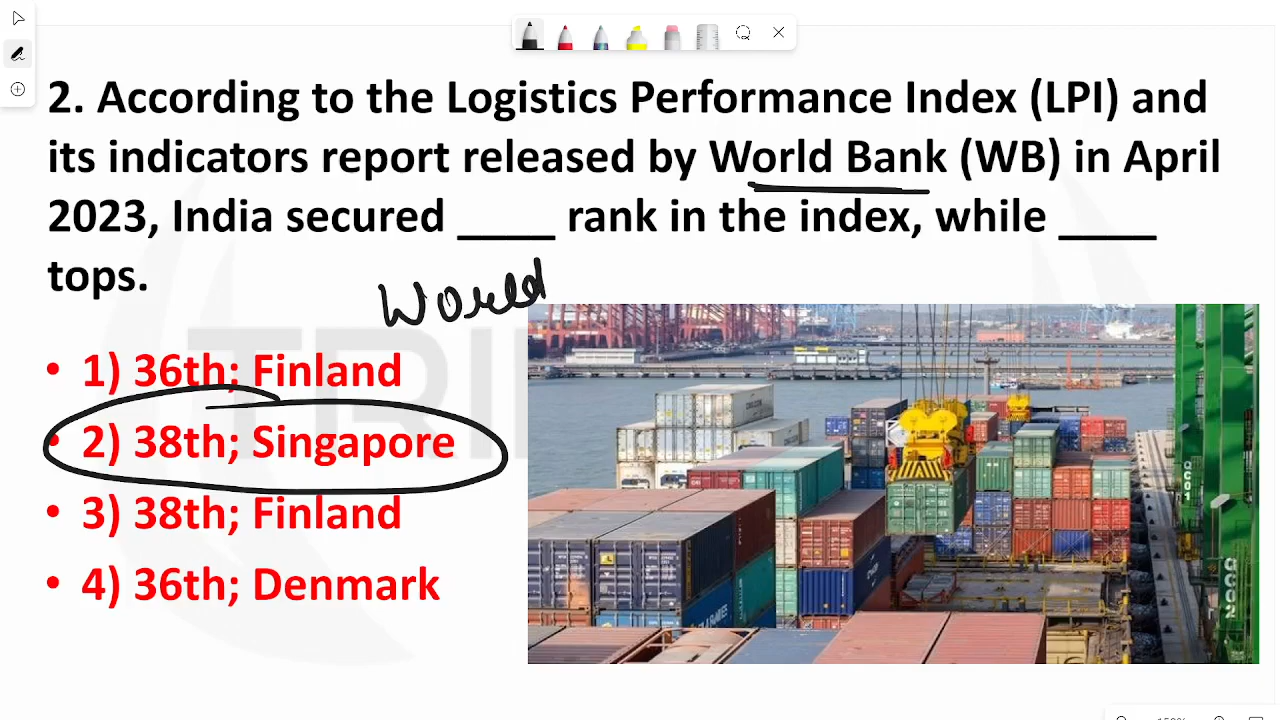 2. According to the Logistics Performance Index (LPI) and
its indicators report released by World Bank (WB) in April
2023, India secured ____ rank in the index, while ____
tops.
World
• 1) 36th; Finland
• 2) 38th; Singapore
• 3) 38th; Finland
• 4) 36th; Denmark